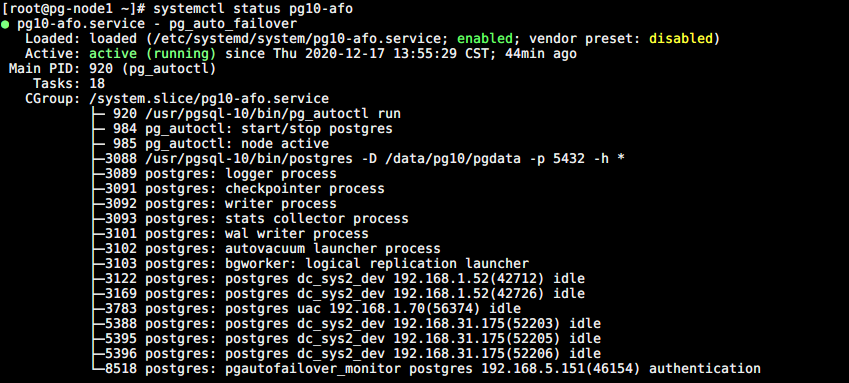 [root@pg-node1 ~]# systemctl status pg10-afo
● pg10-afo.service - pg_auto_failover
   Loaded: loaded (/etc/systemd/system/pg10-afo.service; enabled; vendor preset: disabled)
   Active: active (running) since Thu 2020-12-17 13:55:29 CST; 44min ago
 Main PID: 920 (pg_autoctl)
    Tasks: 18
   CGroup: /system.slice/pg10-afo.service
           ├─ 920 /usr/pgsql-10/bin/pg_autoctl run
           ├─ 984 pg_autoctl: start/stop postgres
           ├─ 985 pg_autoctl: node active
           ├─3088 /usr/pgsql-10/bin/postgres -D /data/pg10/pgdata -p 5432 -h *
           ├─3089 postgres: logger process
           ├─3091 postgres: checkpointer process
           ├─3092 postgres: writer process
           ├─3093 postgres: stats collector process
           ├─3101 postgres: wal writer process
           ├─3102 postgres: autovacuum launcher process
           ├─3103 postgres: bgworker: logical replication launcher
           ├─3122 postgres: postgres dc_sys2_dev 192.168.1.52(42712) idle
           ├─3169 postgres: postgres dc_sys2_dev 192.168.1.52(42726) idle
           ├─3783 postgres: postgres uac 192.168.1.70(56374) idle
           ├─5388 postgres: postgres dc_sys2_dev 192.168.31.175(52203) idle
           ├─5395 postgres: postgres dc_sys2_dev 192.168.31.175(52205) idle
           ├─5396 postgres: postgres dc_sys2_dev 192.168.31.175(52206) idle
           └─8518 postgres: pgautofailover_monitor postgres 192.168.5.151(46154) authentication